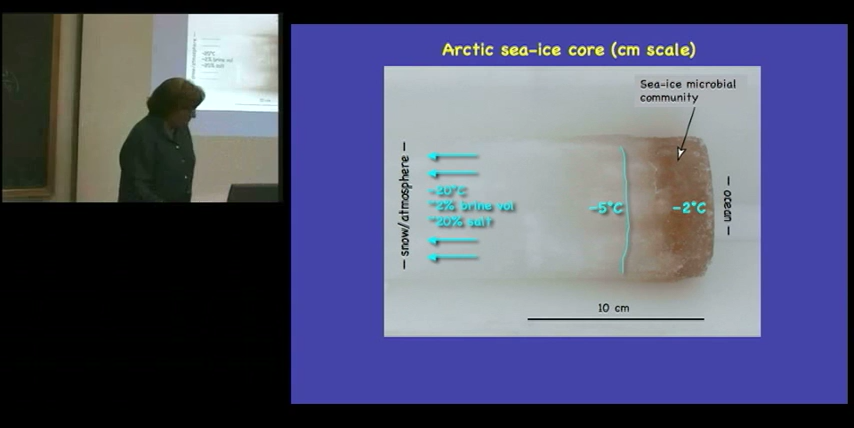 Arctic sea-ice core (cm scale)
Sea-ice microbial
community
– snow/atmosphere –
-20°C
~2% brine vol
~20% salt
-5°C
-2°C
– ocean –
10 cm